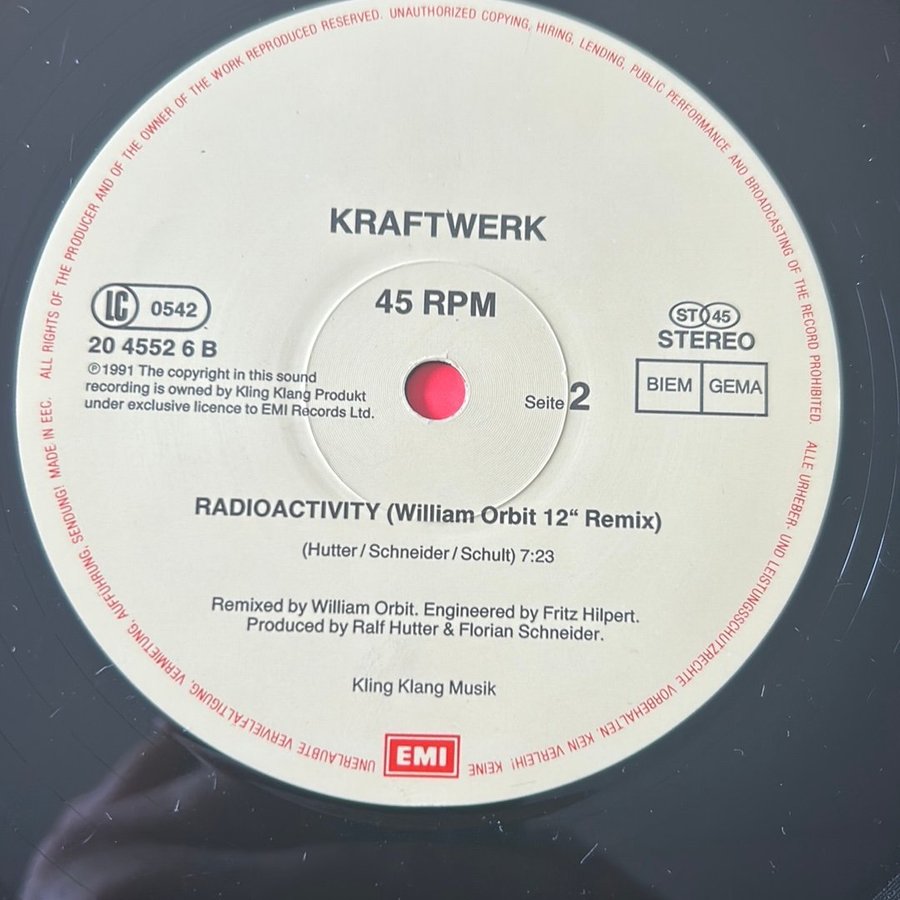 ALL RIGHTS OF THE PRODUCER AND OF THE OWNER OF THE WORK REPRODUCED RESERVED. UNAUTHORIZED COPYING, HIRING, LENDING, PUBLIC PERFORMANCE AND BROADCASTING OF THE RECORD PROHIBITED.
KRAFTWERK
45 RPM
LC 0542
20 4552 6 B
℗1991 The copyright in this sound
recording is owned by Kling Klang Produkt
under exclusive licence to EMI Records Ltd.
ST 45
STEREO
BIEM GEMA
Seite 2
RADIOACTIVITY (William Orbit 12“ Remix)
(Hutter/Schneider/Schult) 7:23
Remixed by William Orbit. Engineered by Fritz Hilpert.
Produced by Ralf Hutter & Florian Schneider.
Kling Klang Musik
EMI
ALLE URHEBER- UND LEISTUNGSSCHUTZRECHTE VORBEHALTEN. KEIN VERLEIH! KEINE UNERLAUBTE VERVIELFÄLTIGUNG, VERMIETUNG, AUFFÜHRUNG, SENDUNG! MADE IN EEC.